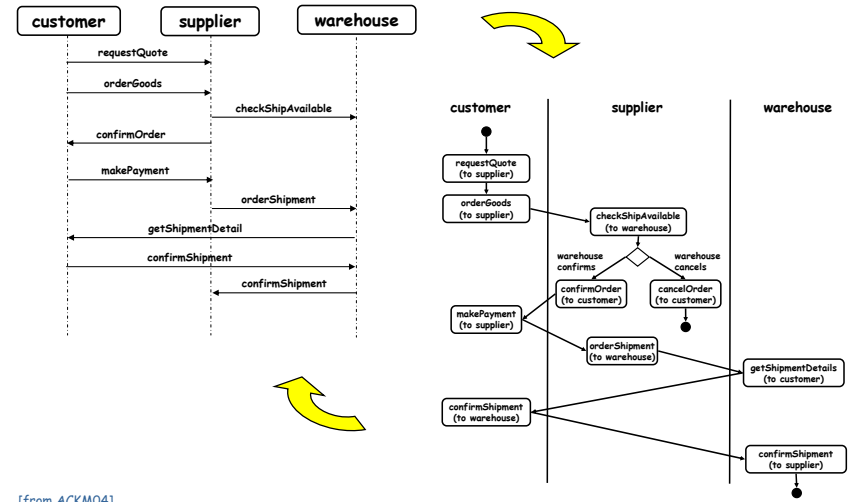 customer
supplier
warehouse
requestQuote
orderGoods
checkShipAvailable
confirmOrder
makePayment
orderShipment
getShipmentDetail
confirmShipment
confirmShipment
customer
supplier
warehouse
requestQuote
(to supplier)
orderGoods
(to supplier)
checkShipAvailable
(to warehouse)
warehouse
confirms
warehouse
cancels
confirmOrder
(to customer)
cancelOrder
(to customer)
makePayment
(to supplier)
orderShipment
(to warehouse)
getShipmentDetails
(to customer)
confirmShipment
(to warehouse)
confirmShipment
(to supplier)
[from ACKM04]